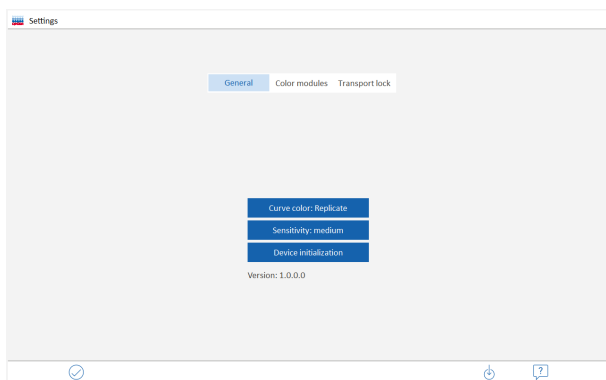 Settings
General Color modules Transport lock
Curve color: Replicate
Sensitivity: medium
Device initialization
Version: 1.0.0.0
?